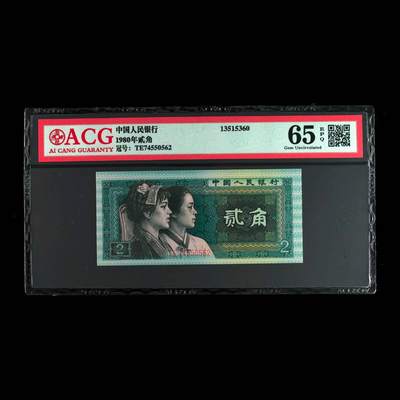 ACG
AI CANG GUARANTY
中国人民银行
1980年贰角
冠号: TE74550562
13515360
65 EPQ
Gem Uncirculated
中国人民银行
贰角
2
2